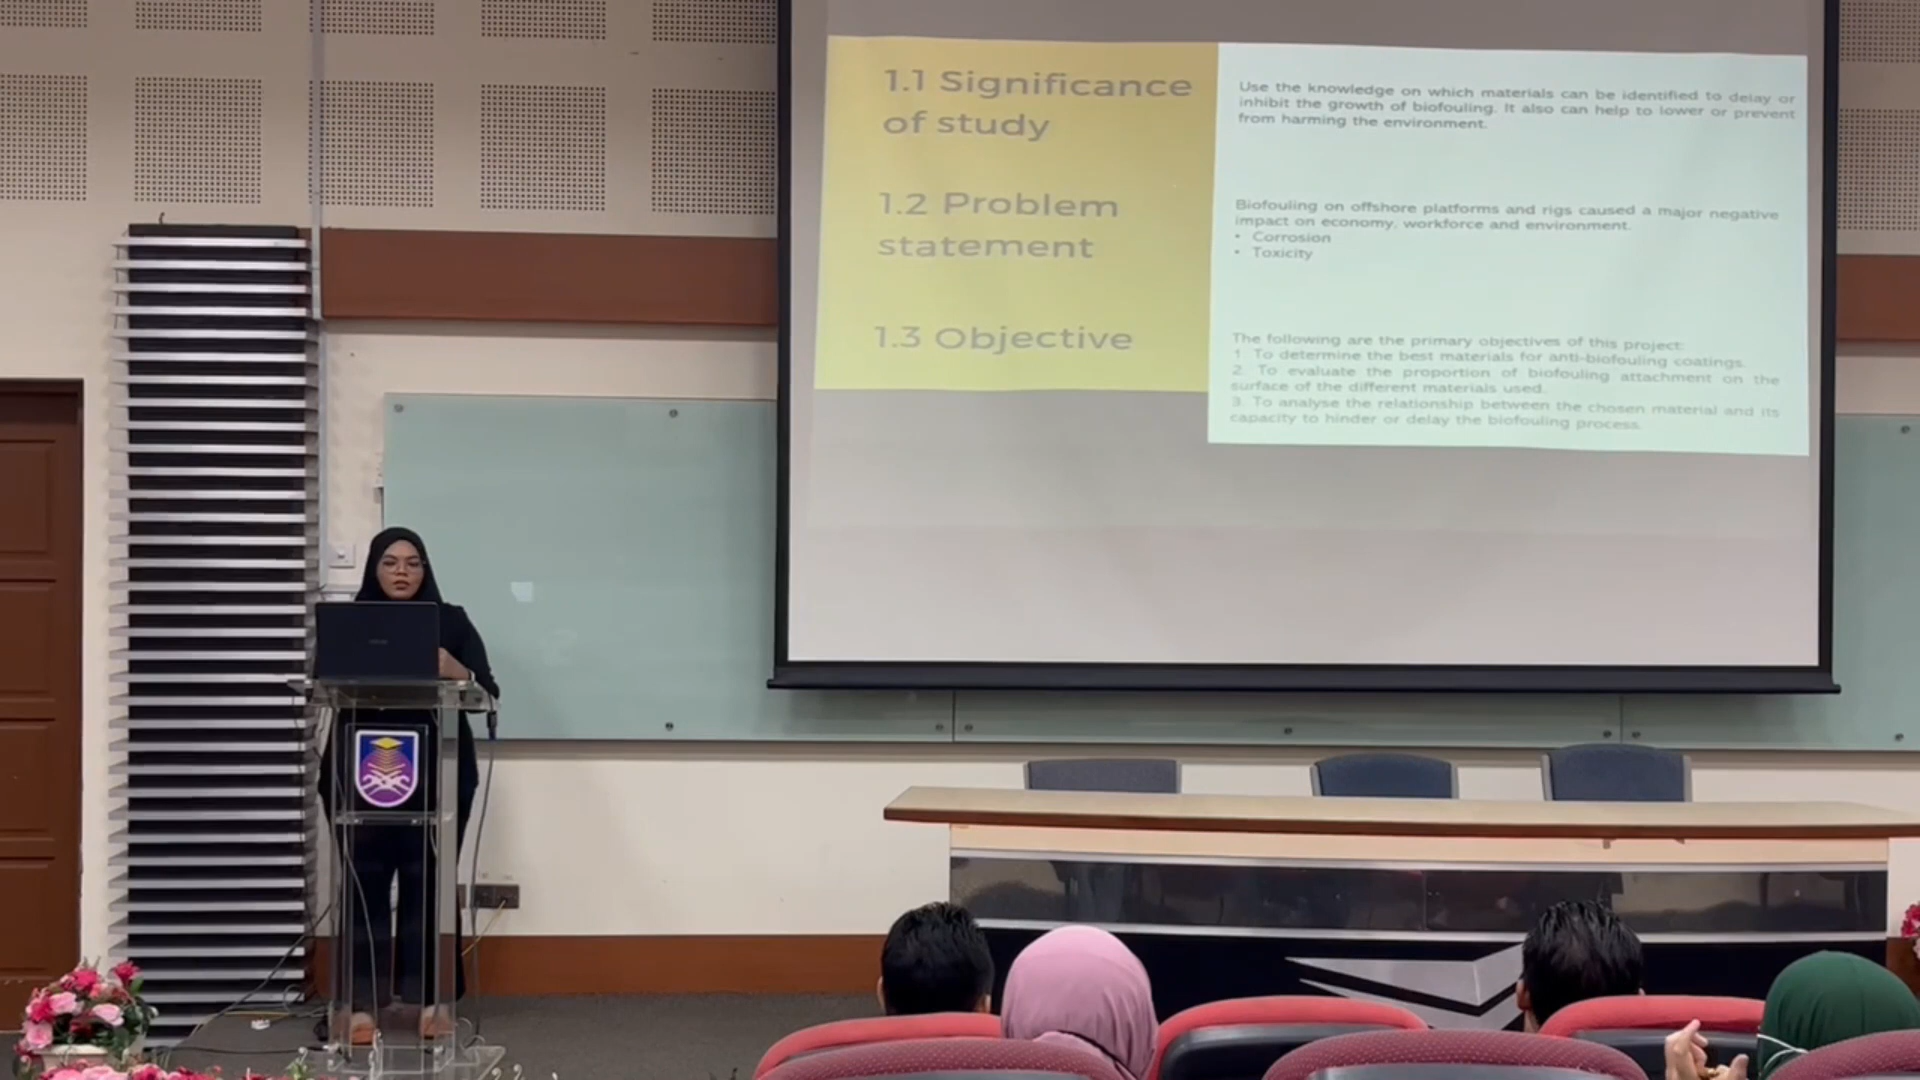 1.1 Significance
of study
Use the knowledge on which materials can be identified to delay or
inhibit the growth of biofouling. It also can help to lower or prevent
from harming the environment.
1.2 Problem
statement
Biofouling on offshore platforms and rigs caused a major negative
impact on economy, workforce and environment.
• Corrosion
• Toxicity
1.3 Objective
The following are the primary objectives of this project:
1. To determine the best materials for anti-biofouling coatings.
2. To evaluate the proportion of biofouling attachment on the
surface of the different materials used.
3. To analyse the relationship between the chosen material and its
capacity to hinder or delay the biofouling process.